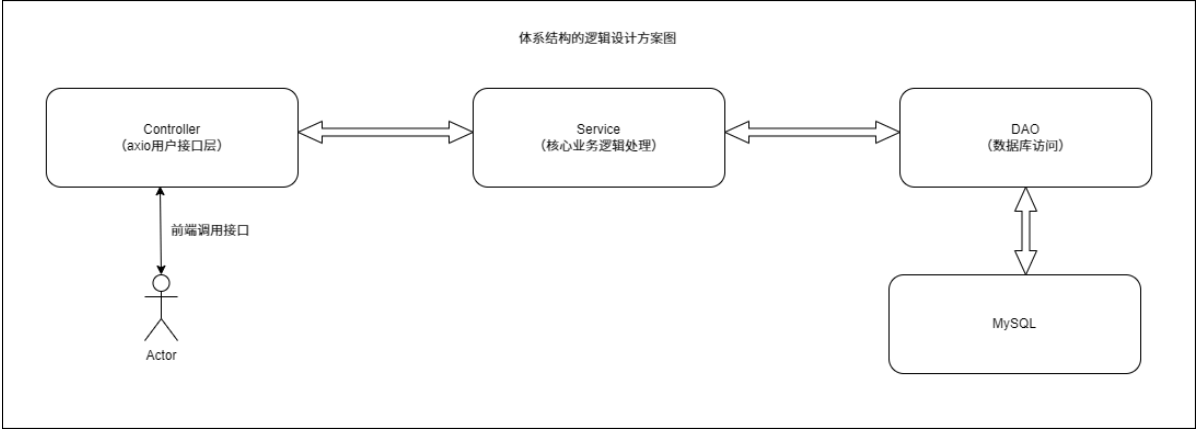 体系结构的逻辑设计方案图
Controller
（axio用户接口层）
Service
（核心业务逻辑处理）
DAO
（数据库访问）
前端调用接口
Actor
MySQL